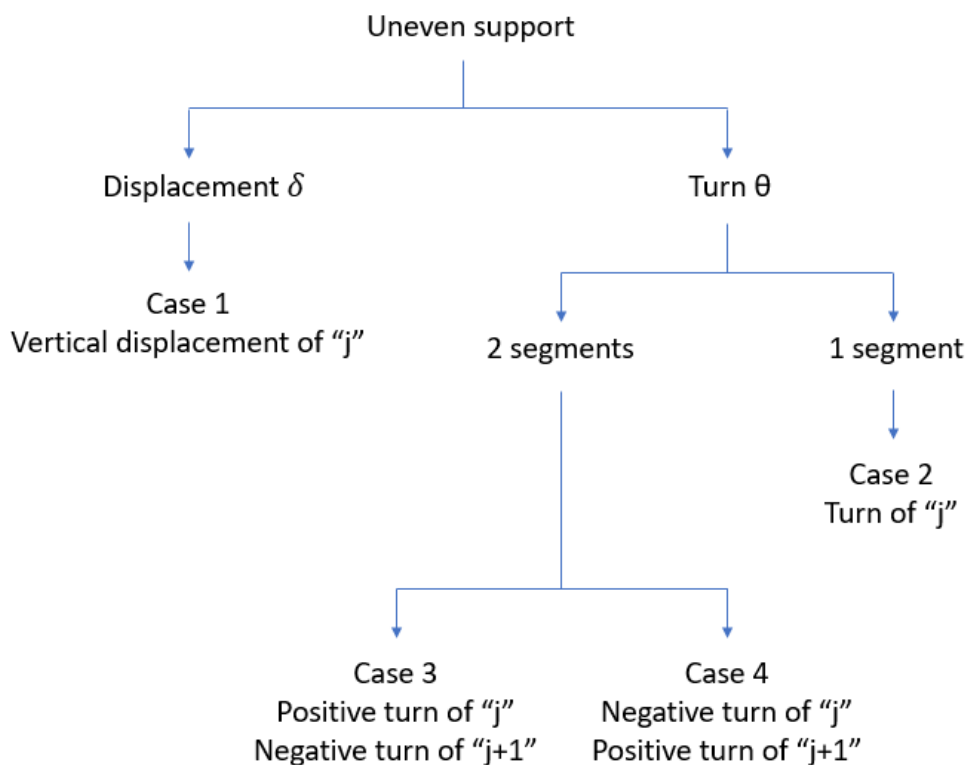 Uneven support
Displacement δ
Turn θ
Case 1
Vertical displacement of “j”
2 segments
1 segment
Case 2
Turn of “j”
Case 3
Positive turn of “j”
Negative turn of “j+1”
Case 4
Negative turn of “j”
Positive turn of “j+1”